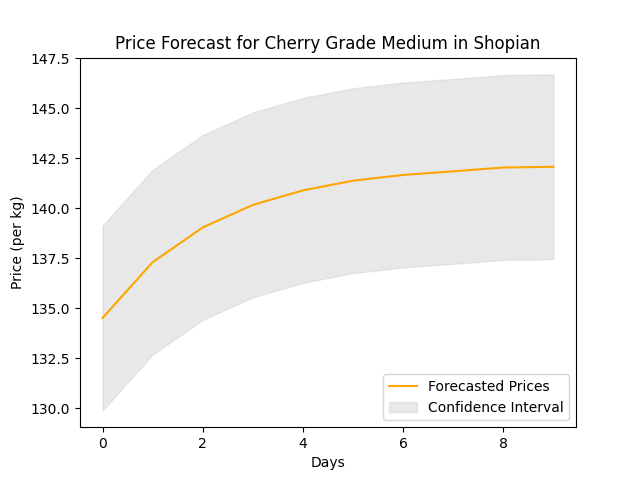 Price Forecast for Cherry Grade Medium in Shopian
147.5
145.0
142.5
140.0
137.5
135.0
132.5
130.0
Price (per kg)
Forecasted Prices
Confidence Interval
0 2 4 6 8
Days